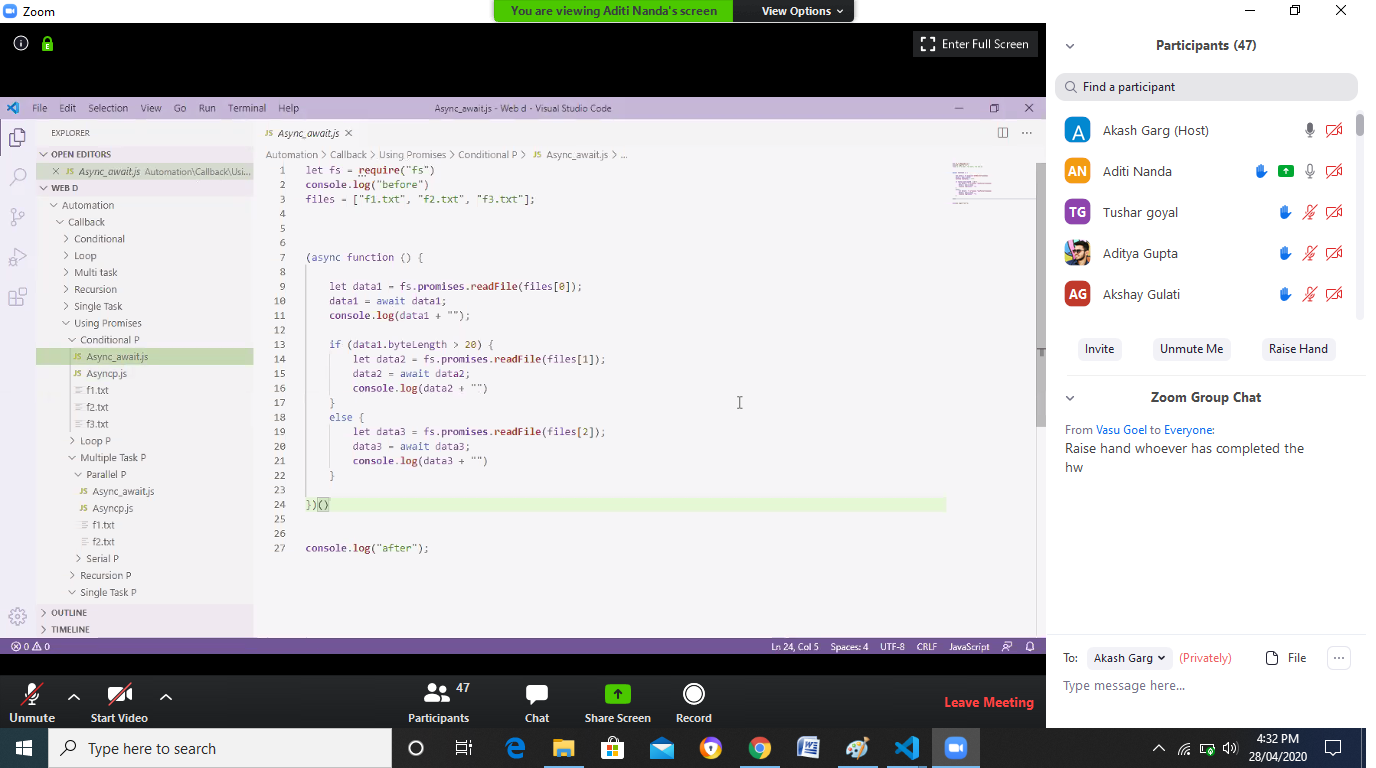 Zoom
You are viewing Aditi Nanda's screen
View Options
Enter Full Screen
File Edit Selection View Go Run Terminal Help
Async_await.js - Web d - Visual Studio Code
EXPLORER
OPEN EDITORS
JS Async_await.js Automation\Callback\Usi...
WEB D
Automation
Callback
Conditional
Loop
Multi task
Recursion
Single Task
Using Promises
Conditional P
JS Async_await.js
JS Asyncp.js
f1.txt
f2.txt
f3.txt
Loop P
Multiple Task P
Parallel P
JS Async_await.js
JS Asyncp.js
f1.txt
f2.txt
Serial P
Recursion P
Single Task P
OUTLINE
TIMELINE
JS Async_await.js
Automation > Callback > Using Promises > Conditional P > JS Async_await.js > ...
1 let fs = require("fs")
2 console.log("before")
3 files = ["f1.txt", "f2.txt", "f3.txt"];
4
5
6
7 (async function () {
8
9 let data1 = fs.promises.readFile(files[0]);
10 data1 = await data1;
11 console.log(data1 + "");
12
13 if (data1.byteLength > 20) {
14 let data2 = fs.promises.readFile(files[1]);
15 data2 = await data2;
16 console.log(data2 + "")
17 }
18 else {
19 let data3 = fs.promises.readFile(files[2]);
20 data3 = await data3;
21 console.log(data3 + "")
22 }
23
24 })()
25
26
27 console.log("after");
0 0
Ln 24, Col 5 Spaces: 4 UTF-8 CRLF JavaScript
Participants (47)
Find a participant
A Akash Garg (Host)
AN Aditi Nanda
TG Tushar goyal
Aditya Gupta
AG Akshay Gulati
Invite
Unmute Me
Raise Hand
Zoom Group Chat
From Vasu Goel to Everyone:
Raise hand whoever has completed the
hw
To: Akash Garg (Privately) File ...
Type message here...
Unmute
Start Video
47
Participants
Chat
Share Screen
Record
Leave Meeting
Type here to search
4:32 PM
28/04/2020